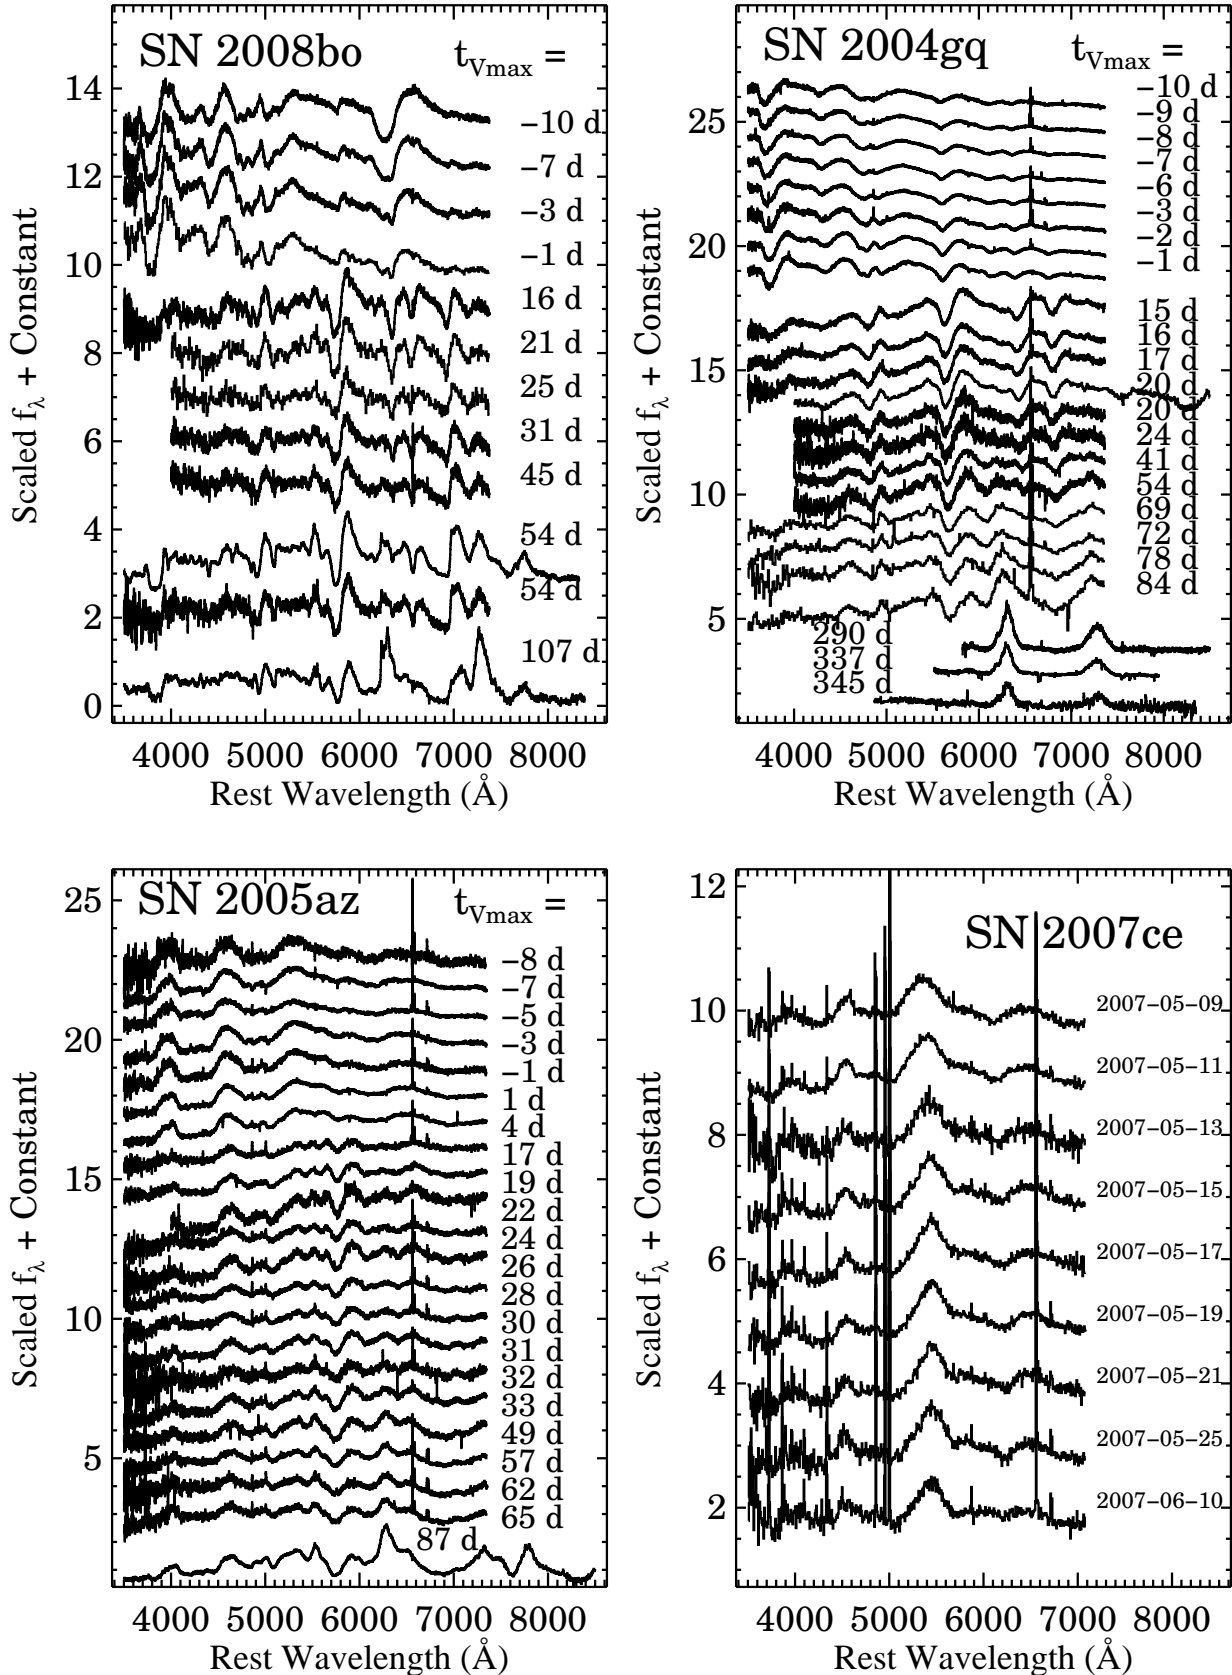 SN 2008bo
t_Vmax =
-10 d
-7 d
-3 d
-1 d
16 d
21 d
25 d
31 d
45 d
54 d
54 d
107 d
14
12
10
8
6
4
2
0
Scaled f_λ + Constant
4000 5000 6000 7000 8000
Rest Wavelength (Å)
SN 2004gq
t_Vmax =
-10 d
-9 d
-8 d
-7 d
-6 d
-3 d
-2 d
-1 d
15 d
16 d
17 d
20 d
20 d
24 d
41 d
54 d
69 d
72 d
78 d
84 d
290 d
337 d
345 d
25
20
15
10
5
Scaled f_λ + Constant
4000 5000 6000 7000 8000
Rest Wavelength (Å)
SN 2005az
t_Vmax =
-8 d
-7 d
-5 d
-3 d
-1 d
1 d
4 d
17 d
19 d
22 d
24 d
26 d
28 d
30 d
31 d
32 d
33 d
49 d
57 d
62 d
65 d
87 d
25
20
15
10
5
Scaled f_λ + Constant
4000 5000 6000 7000 8000
Rest Wavelength (Å)
SN 2007ce
2007-05-09
2007-05-11
2007-05-13
2007-05-15
2007-05-17
2007-05-19
2007-05-21
2007-05-25
2007-06-10
12
10
8
6
4
2
Scaled f_λ + Constant
4000 5000 6000 7000 8000
Rest Wavelength (Å)